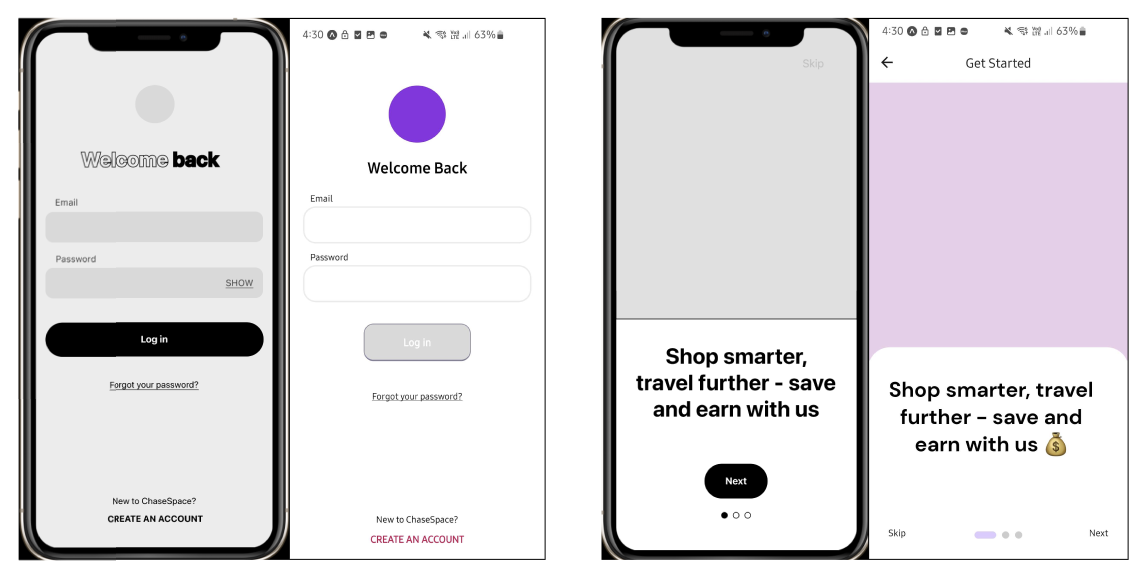 Welcome back
Email
Password
SHOW
Log in
Forgot your password?
New to ChaseSpace?
CREATE AN ACCOUNT
4:30
63%
Welcome Back
Email
Password
Log In
Forgot your password?
New to ChaseSpace?
CREATE AN ACCOUNT
Skip
Shop smarter,
travel further - save
and earn with us
Next
4:30
63%
Get Started
Shop smarter, travel
further – save and
earn with us 💰
Skip
Next